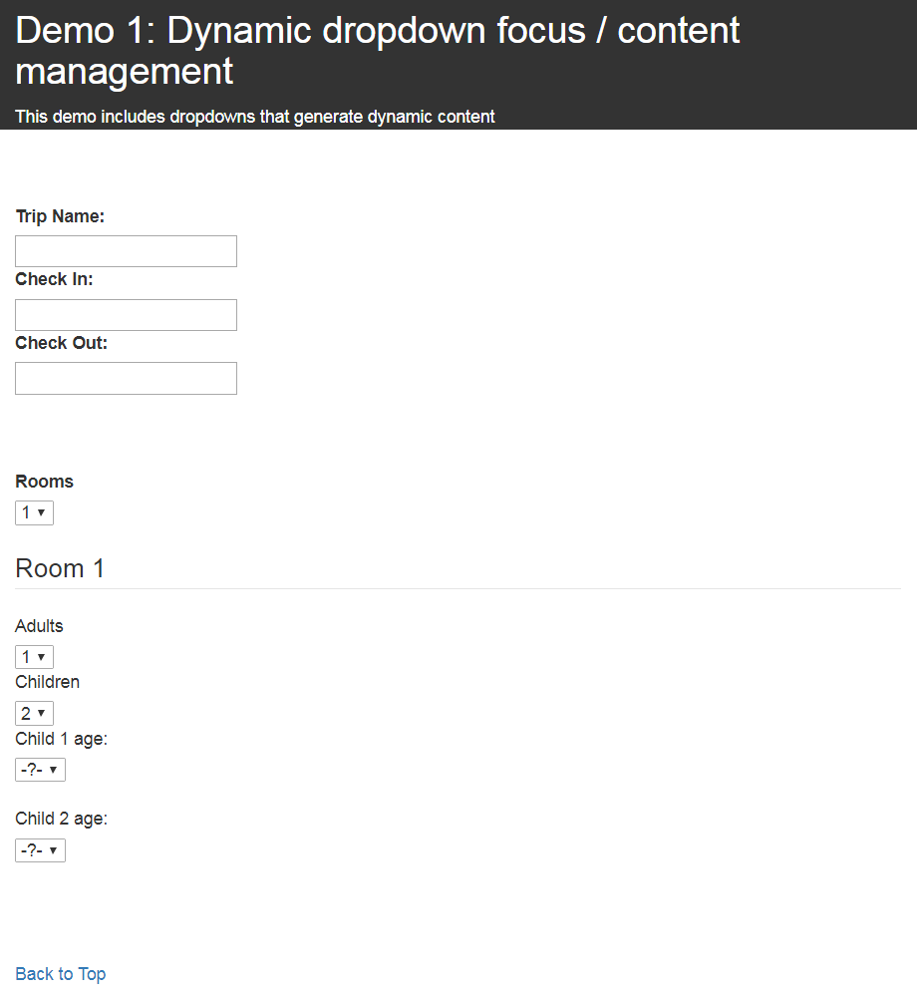 Demo 1: Dynamic dropdown focus / content
management
This demo includes dropdowns that generate dynamic content
Trip Name:
Check In:
Check Out:
Rooms
1
Room 1
Adults
1
Children
2
Child 1 age:
-?-
Child 2 age:
-?-
Back to Top